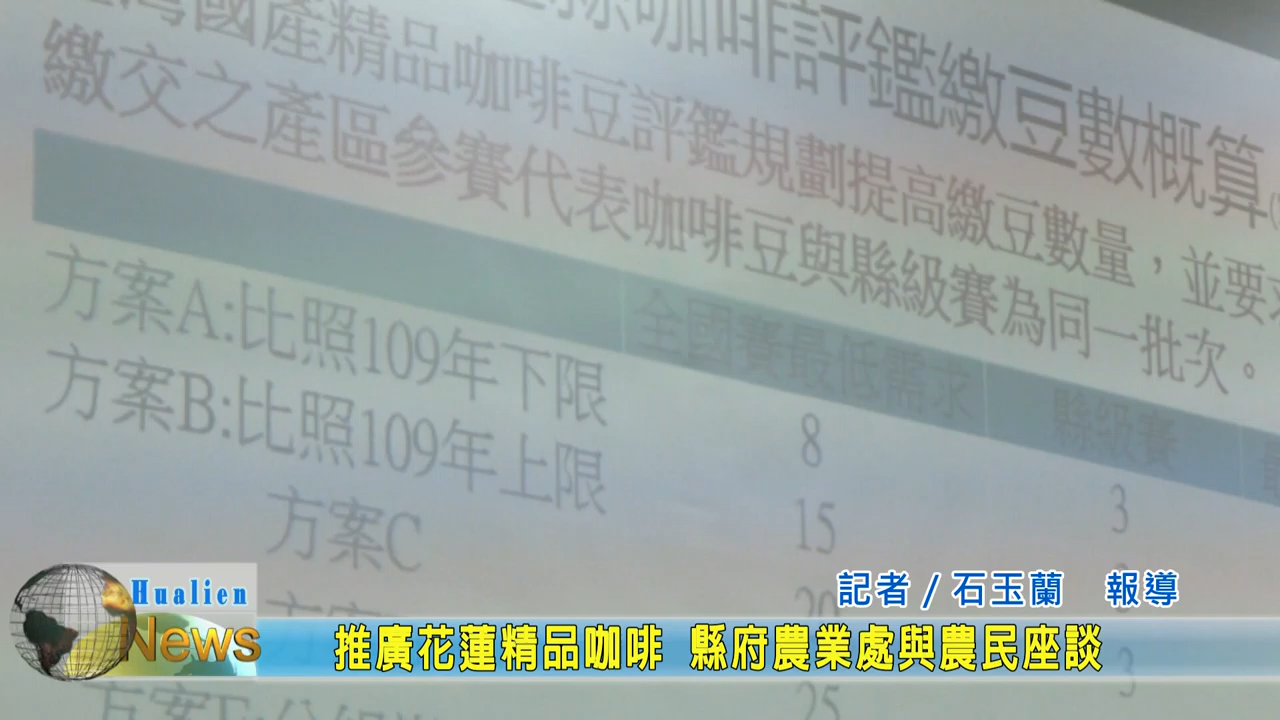 咖啡評鑑繳豆數概算
灣國產精品咖啡豆評鑑規劃提高繳豆數量，並要求
繳交之產區參賽代表咖啡豆與縣級賽為同一批次。
全國賽最低需求 縣級賽
方案A:比照109年下限 8 3
方案B:比照109年上限 15
方案C 20
25 3
記者/石玉蘭 報導
Hualien
News
推廣花蓮精品咖啡 縣府農業處與農民座談